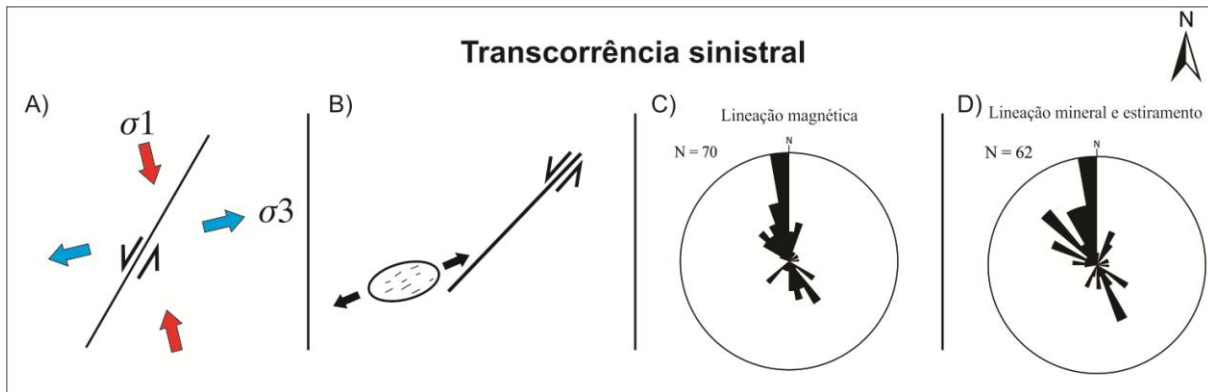 Transcorrência sinistral
N
A)
σ1
σ3
B)
C)
Lineação magnética
N = 70
N
D)
Lineação mineral e estiramento
N = 62
N